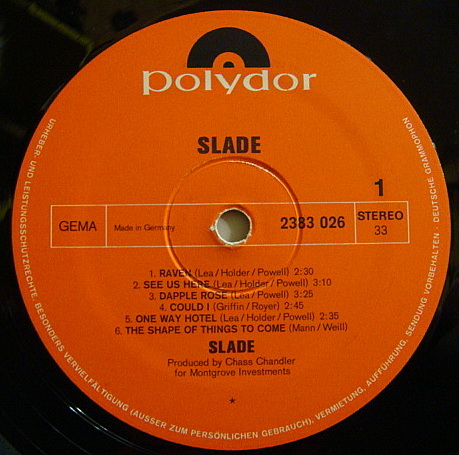 polydor
SLADE
1
GEMA
Made in Germany
2383 026
STEREO
33
1. RAVEN (Lea/Holder/Powell) 2:30
2. SEE US HERE (Lea/Holder/Powell) 3:10
3. DAPPLE ROSE (Lea/Holder/Powell) 3:25
4. COULD I (Griffin/Royer) 2:45
5. ONE WAY HOTEL (Lea/Holder/Powell) 2:35
6. THE SHAPE OF THINGS TO COME (Mann/Weill)
SLADE
Produced by Chass Chandler
for Montgrove Investments
*
URHEBER- UND LEISTUNGSSCHUTZRECHTE, BESONDERS VERVIELFÄLTIGUNG (AUSSER ZUM PERSÖNLICHEN GEBRAUCH), VERMIETUNG, AUFFÜHRUNG, SENDUNG VORBEHALTEN · DEUTSCHE GRAMMOPHON